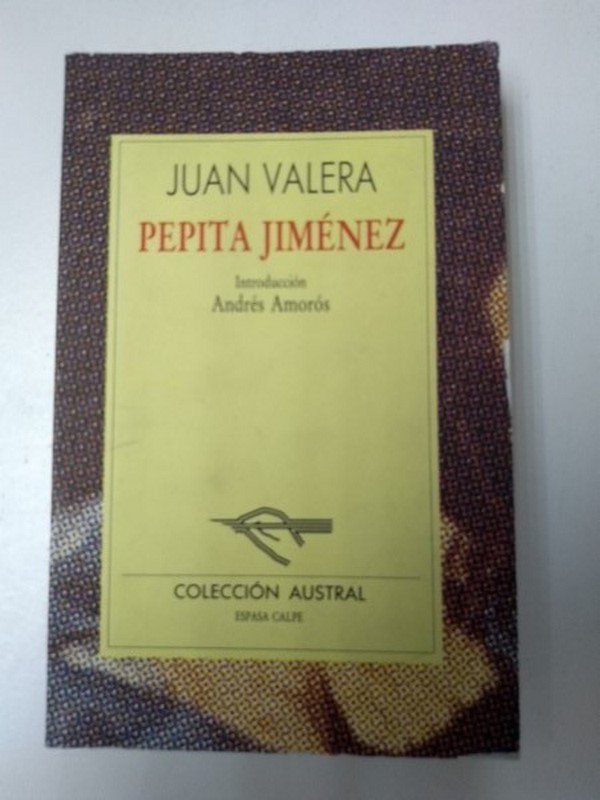 JUAN VALERA
PEPITA JIMÉNEZ
Introducción
Andrés Amorós
COLECCIÓN AUSTRAL
ESPASA CALPE